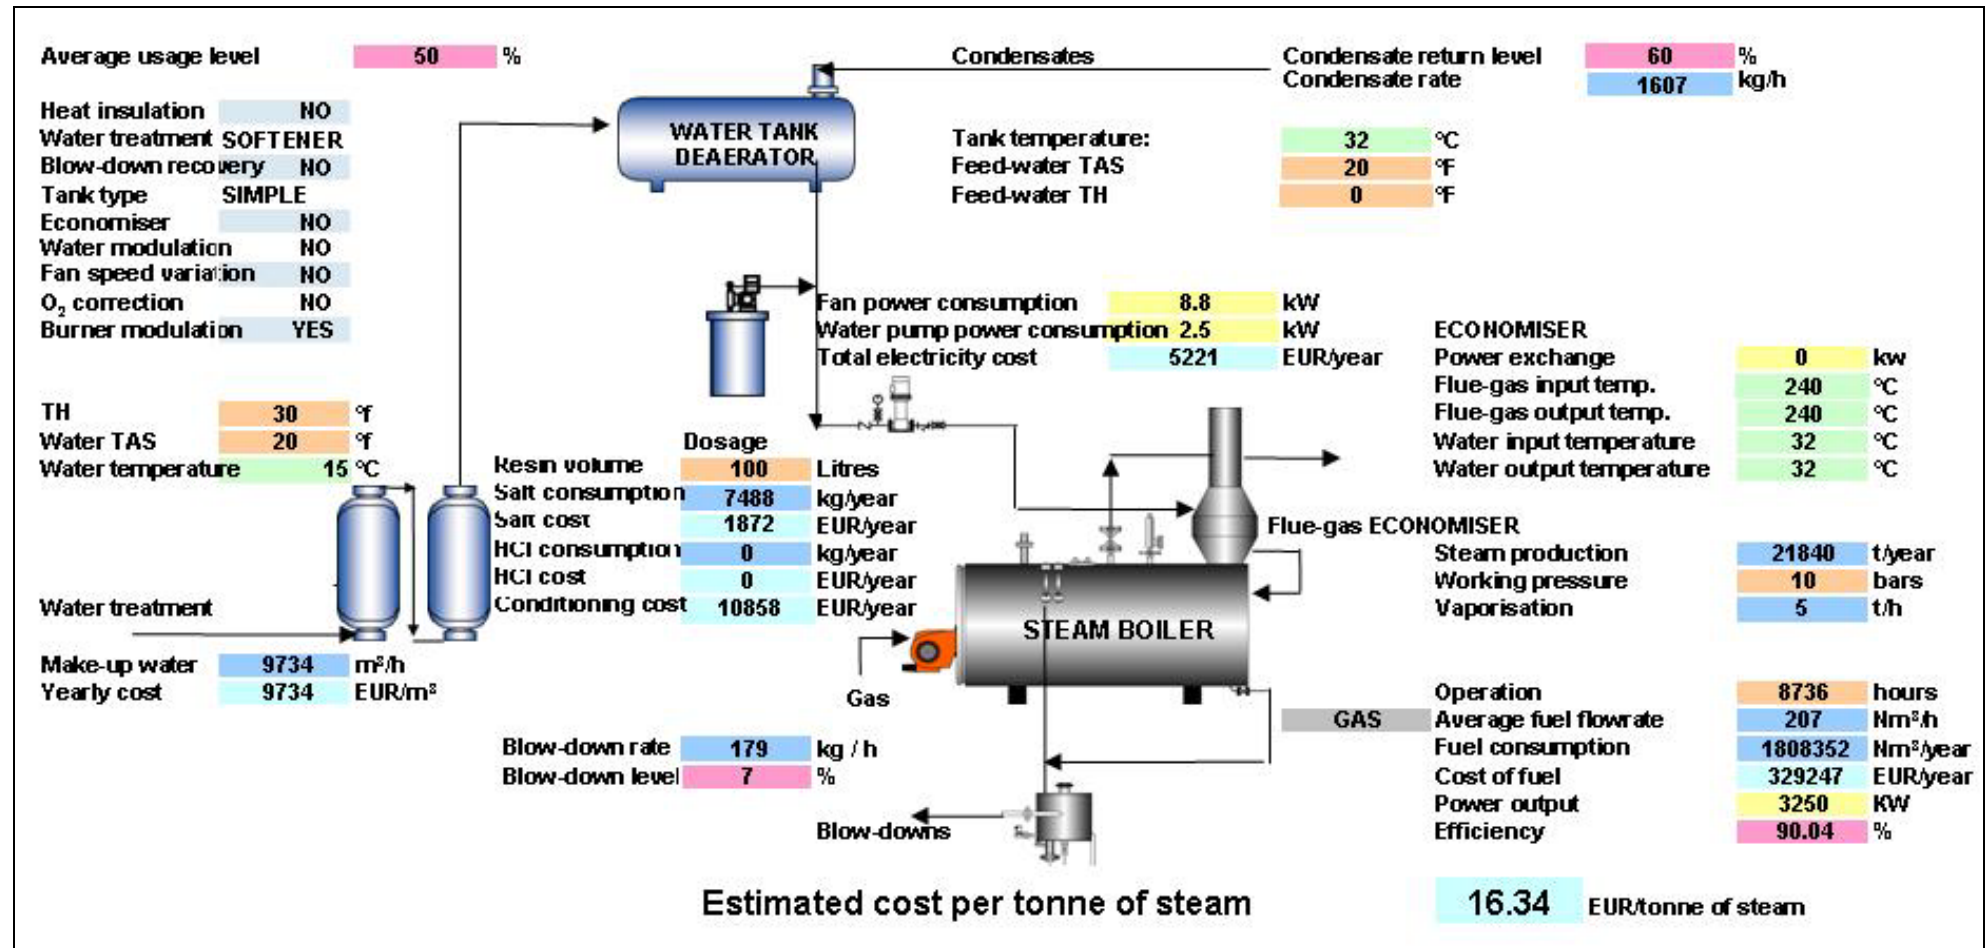 Average usage level 50 %
Condensates
Condensate return level 60 %
Condensate rate 1607 kg/h
Heat insulation NO
Water treatment SOFTENER
Blow-down recovery NO
Tank type SIMPLE
Economiser NO
Water modulation NO
Fan speed variation NO
O₂ correction NO
Burner modulation YES
WATER TANK
DEAERATOR
Tank temperature: 32 °C
Feed-water TAS 20 °F
Feed-water TH 0 °F
Fan power consumption 8.8 kW
Water pump power consumption 2.5 kW
Total electricity cost 5221 EUR/year
ECONOMISER
Power exchange 0 kw
Flue-gas input temp. 240 °C
Flue-gas output temp. 240 °C
Water input temperature 32 °C
Water output temperature 32 °C
TH 30 °f
Water TAS 20 °f
Water temperature 15 °C
Dosage
Resin volume 100 Litres
Salt consumption 7488 kg/year
Salt cost 1872 EUR/year
HCl consumption 0 kg/year
HCl cost 0 EUR/year
Conditioning cost 10858 EUR/year
Flue-gas ECONOMISER
Steam production 21840 t/year
Working pressure 10 bars
Vaporisation 5 t/h
Water treatment
STEAM BOILER
Make-up water 9734 m³/h
Yearly cost 9734 EUR/m³
Gas
GAS
Operation 8736 hours
Average fuel flowrate 207 Nm³/h
Fuel consumption 1808352 Nm³/year
Cost of fuel 329247 EUR/year
Power output 3250 KW
Efficiency 90.04 %
Blow-down rate 179 kg / h
Blow-down level 7 %
Blow-downs
Estimated cost per tonne of steam 16.34 EUR/tonne of steam